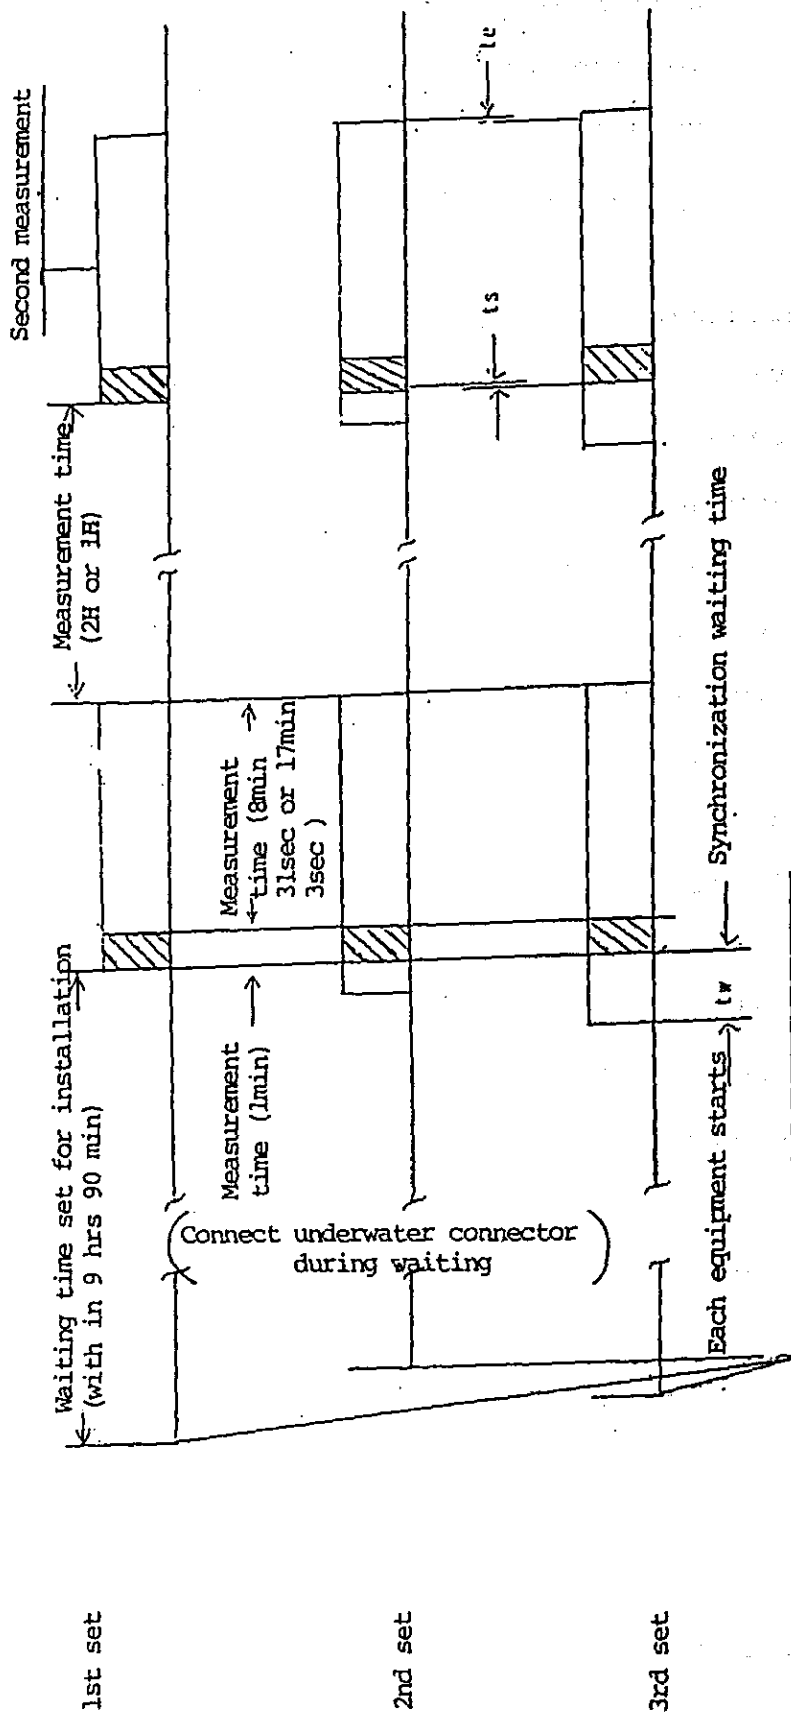 Second measurement
Waiting time set for installation
(with in 9 hrs 90 min)
Measurement time
(2H or 1H)
1st set
Measurement
time (1min)
Measurement
time (8min
31sec or 17min
3sec )
(Connect underwater connector
during waiting)
2nd set
ts
te
3rd set
Each equipment starts
tw
Synchronization waiting time